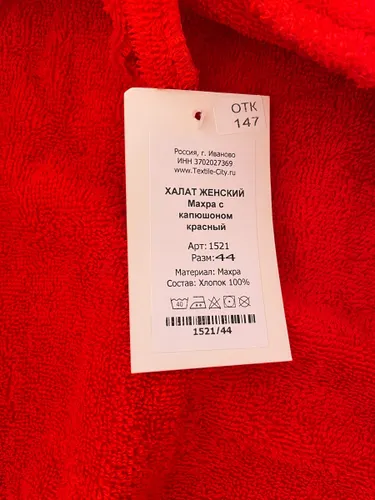 ОТК
147
Россия, г. Иваново
ИНН 3702027369
www.Textile-City.ru
ХАЛАТ ЖЕНСКИЙ
Махра с
капюшоном
красный
Арт: 1521
Разм: 44
Материал: Махра
Состав: Хлопок 100%
40
1521/44